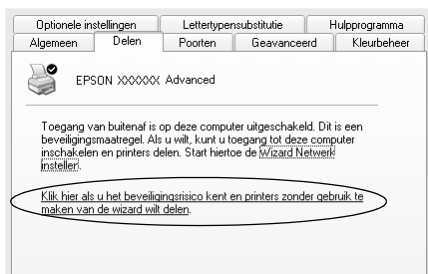 Optionele instellingen Lettertypensubstitutie Hulpprogramma
Algemeen Delen Poorten Geavanceerd Kleurbeheer
EPSON XXXXXX Advanced
Toegang van buitenaf is op deze computer uitgeschakeld. Dit is een
beveiligingsmaatregel. Als u wilt, kunt u toegang tot deze computer
inschakelen en printers delen. Start hiertoe de Wizard Netwerk
instellen.
Klik hier als u het beveiligingsrisico kent en printers zonder gebruik te
maken van de wizard wilt delen.